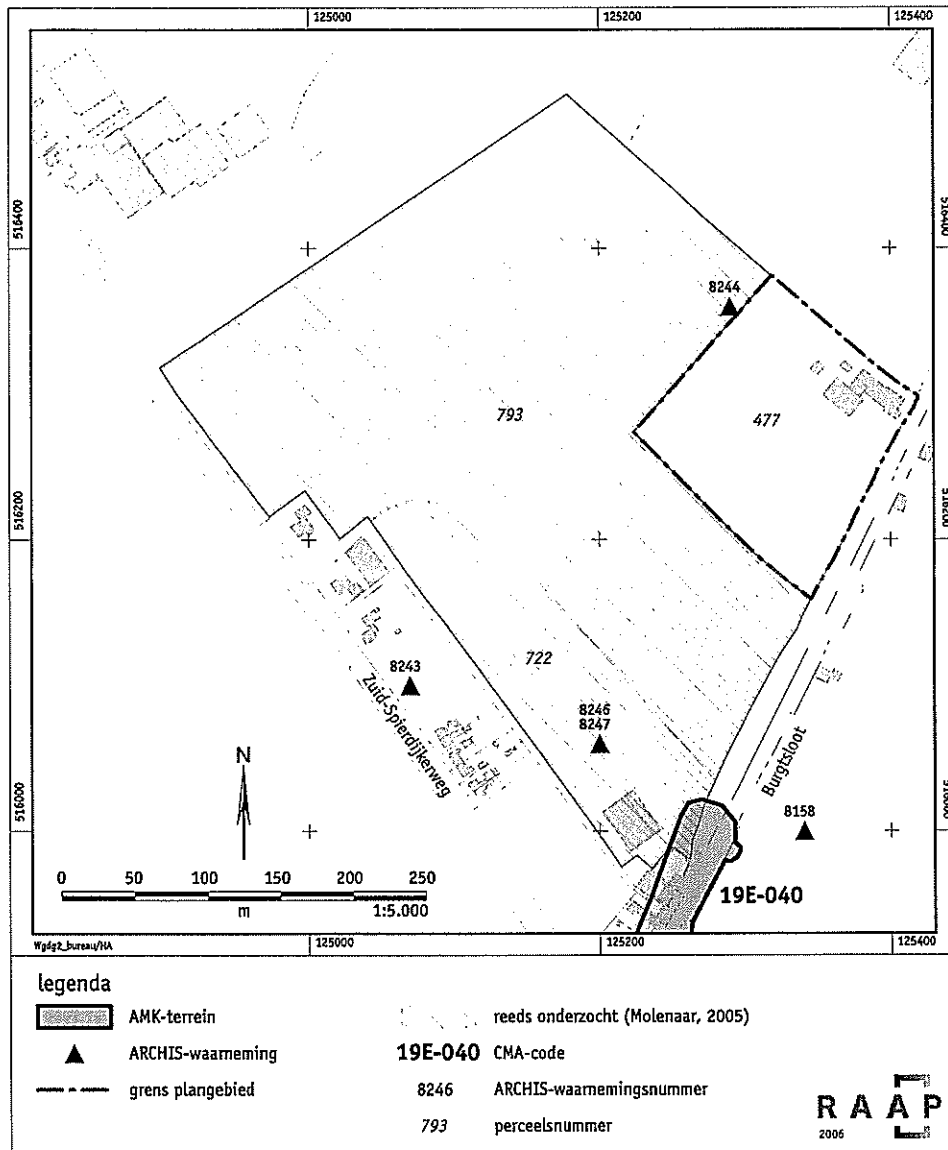 125000 125200 125400
516400 516400
8244
793 477
516200 516200
8243 722
8246
8247
Zuid-Spierdijkerweg
Burgtsloot
N
8158
516000 516000
0 50 100 150 200 250
m 1:5.000
19E-040
Wgdg2_bureau/HA
125000 125200 125400
legenda
AMK-terrein
reeds onderzocht (Molenaar, 2005)
ARCHIS-waarneming
19E-040 CMA-code
grens plangebied
8246 ARCHIS-waarnemingsnummer
793 perceelsnummer
RAAP
2006